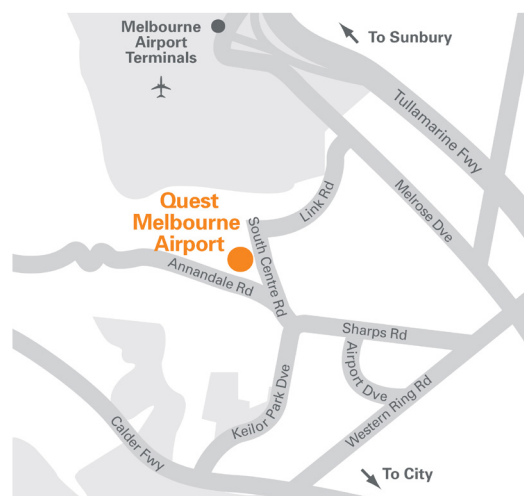 Melbourne
Airport
Terminals
To Sunbury
Tullamarine Fwy
Link Rd
Melrose Dve
Quest
Melbourne
Airport
South Centre Rd
Annandale Rd
Sharps Rd
Airport Dve
Keilor Park Dve
Western Ring Rd
Calder Fwy
To City